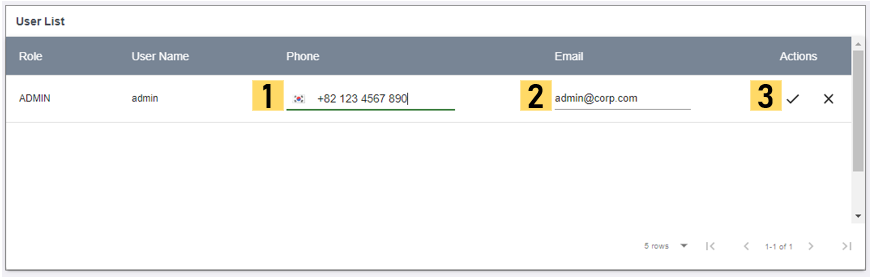 User List
Role User Name Phone Email Actions
ADMIN admin 1 +82 123 4567 890 2 admin@corp.com 3
5 rows 1-1 of 1